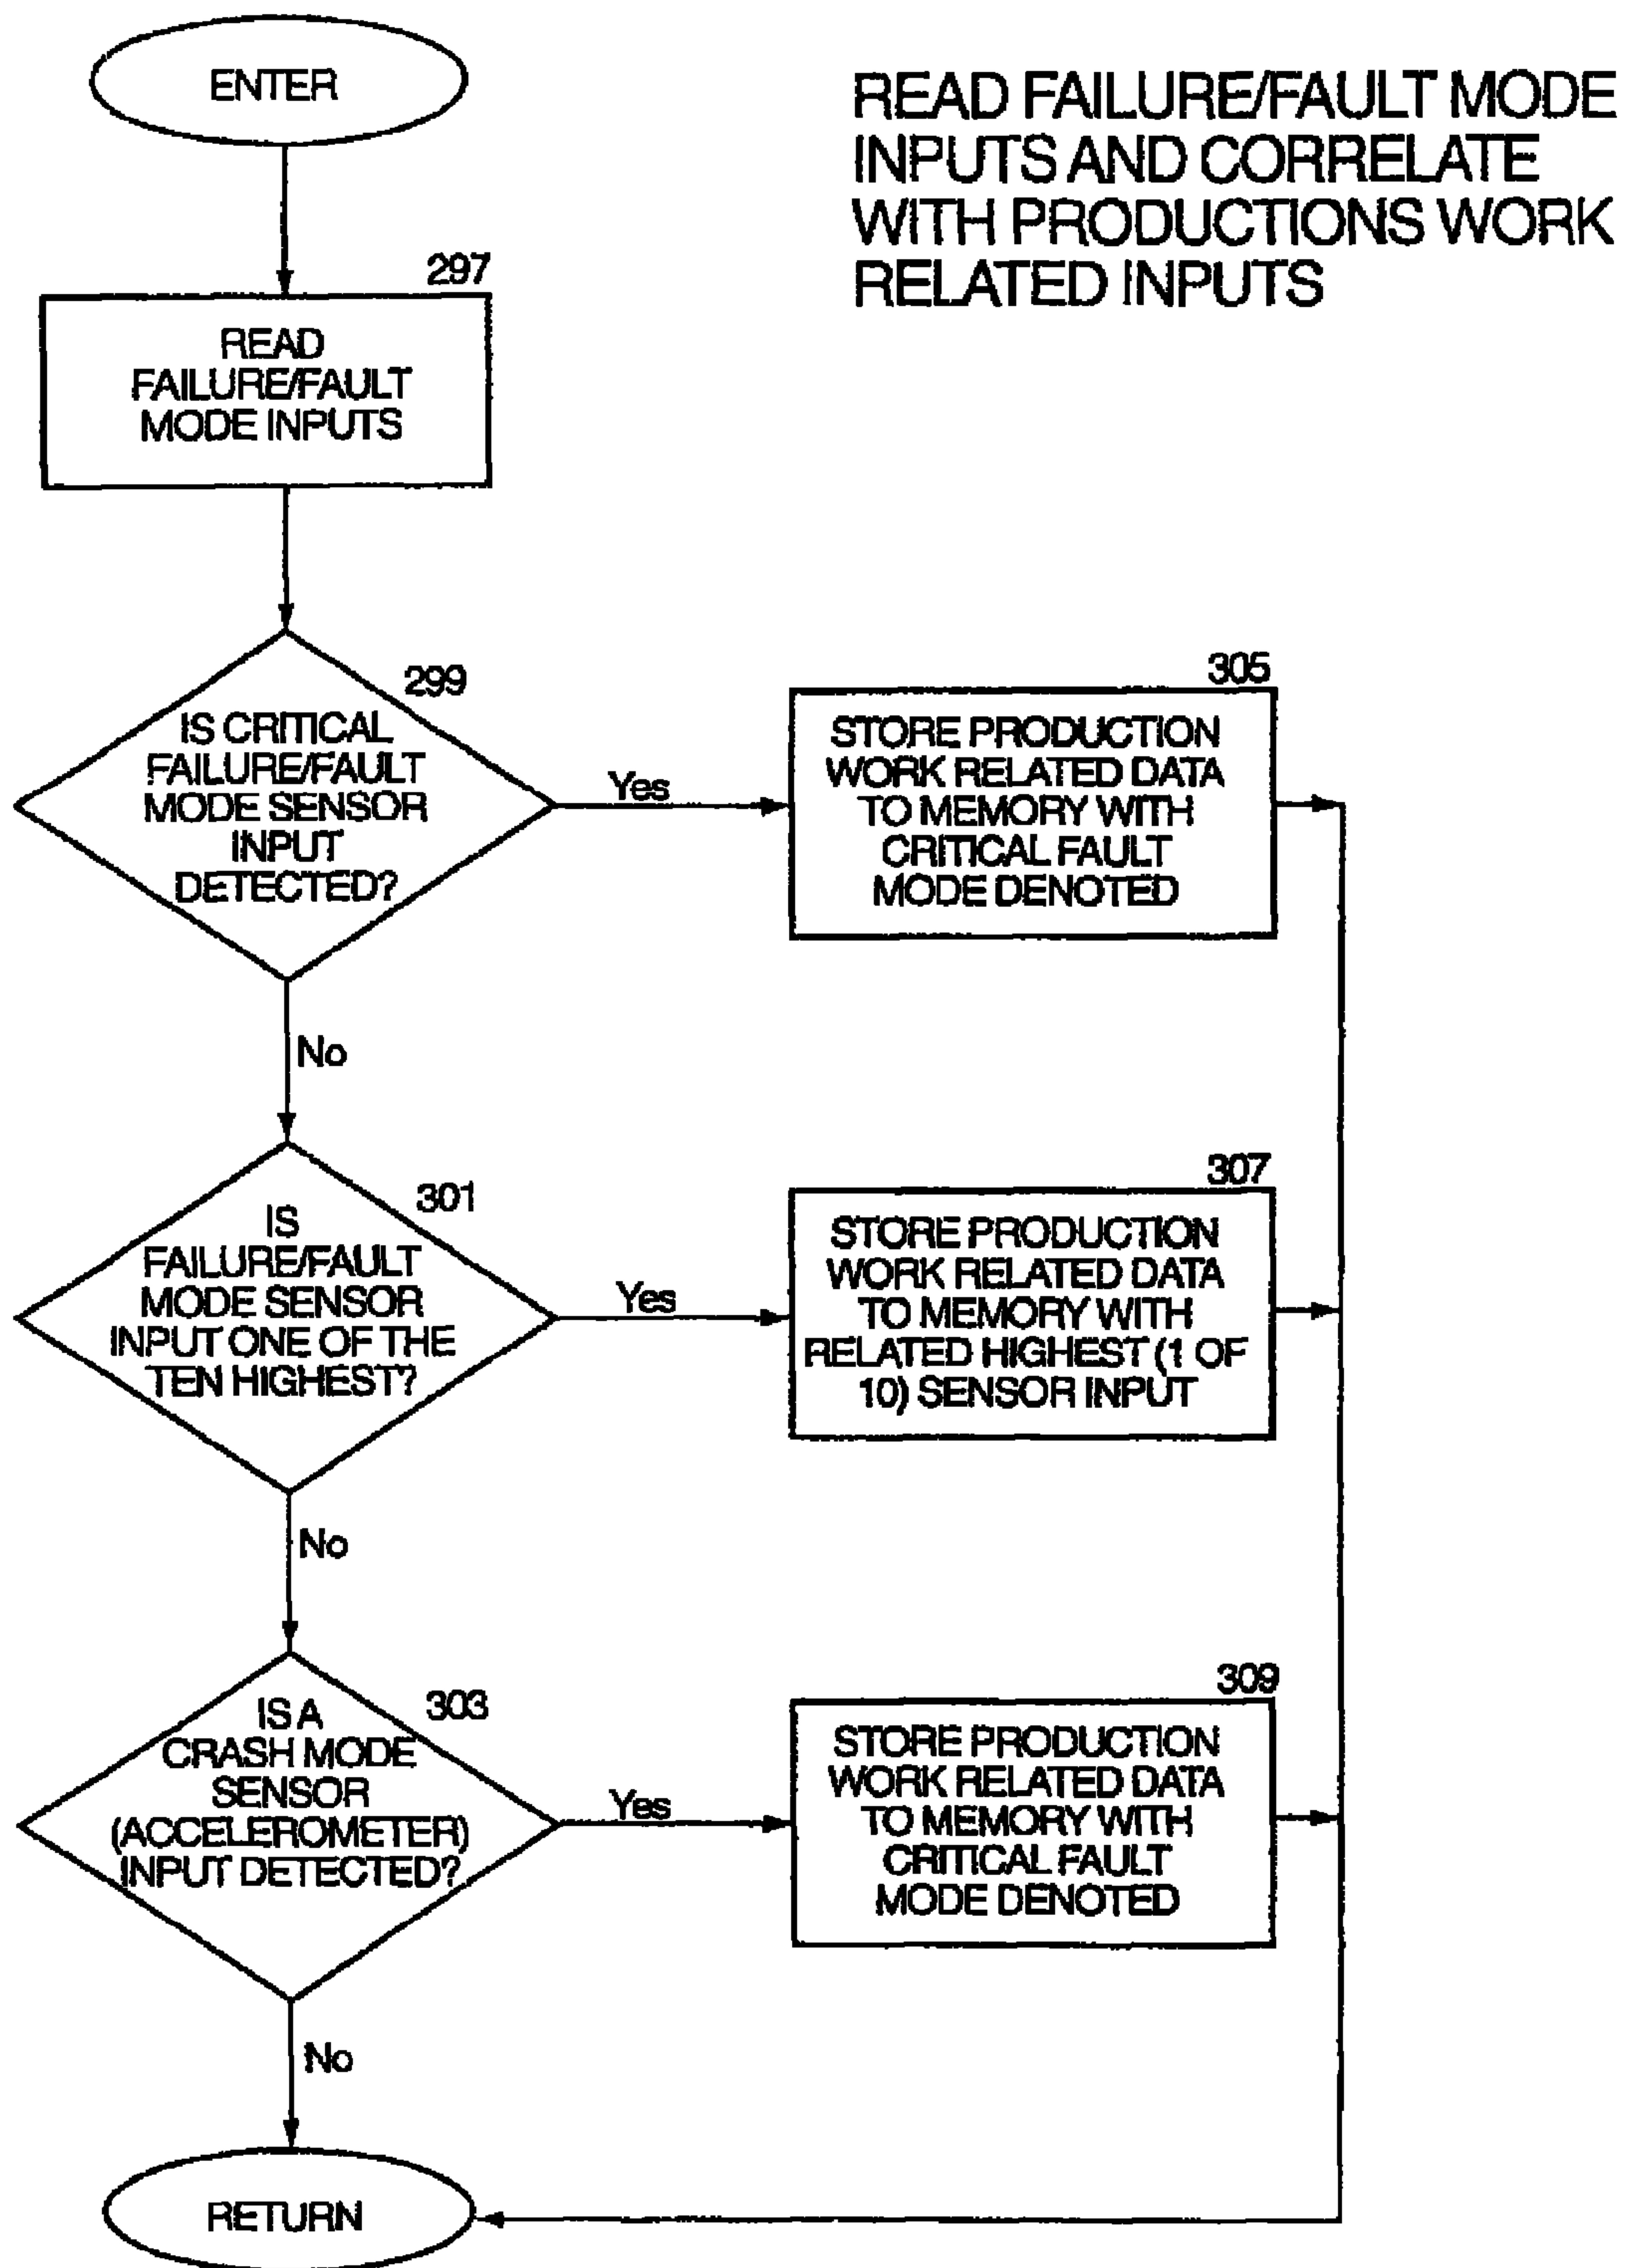 ENTER
READ FAILURE/FAULT MODE
INPUTS AND CORRELATE
WITH PRODUCTIONS WORK
RELATED INPUTS
297
READ
FAILURE/FAULT
MODE INPUTS
299
IS CRITICAL
FAILURE/FAULT
MODE SENSOR
INPUT
DETECTED?
Yes
305
STORE PRODUCTION
WORK RELATED DATA
TO MEMORY WITH
CRITICAL FAULT
MODE DENOTED
No
301
IS
FAILURE/FAULT
MODE SENSOR
INPUT ONE OF THE
TEN HIGHEST?
Yes
307
STORE PRODUCTION
WORK RELATED DATA
TO MEMORY WITH
RELATED HIGHEST (1 OF
10) SENSOR INPUT
No
303
IS A
CRASH MODE
SENSOR
(ACCELEROMETER)
INPUT DETECTED?
Yes
309
STORE PRODUCTION
WORK RELATED DATA
TO MEMORY WITH
CRITICAL FAULT
MODE DENOTED
No
RETURN